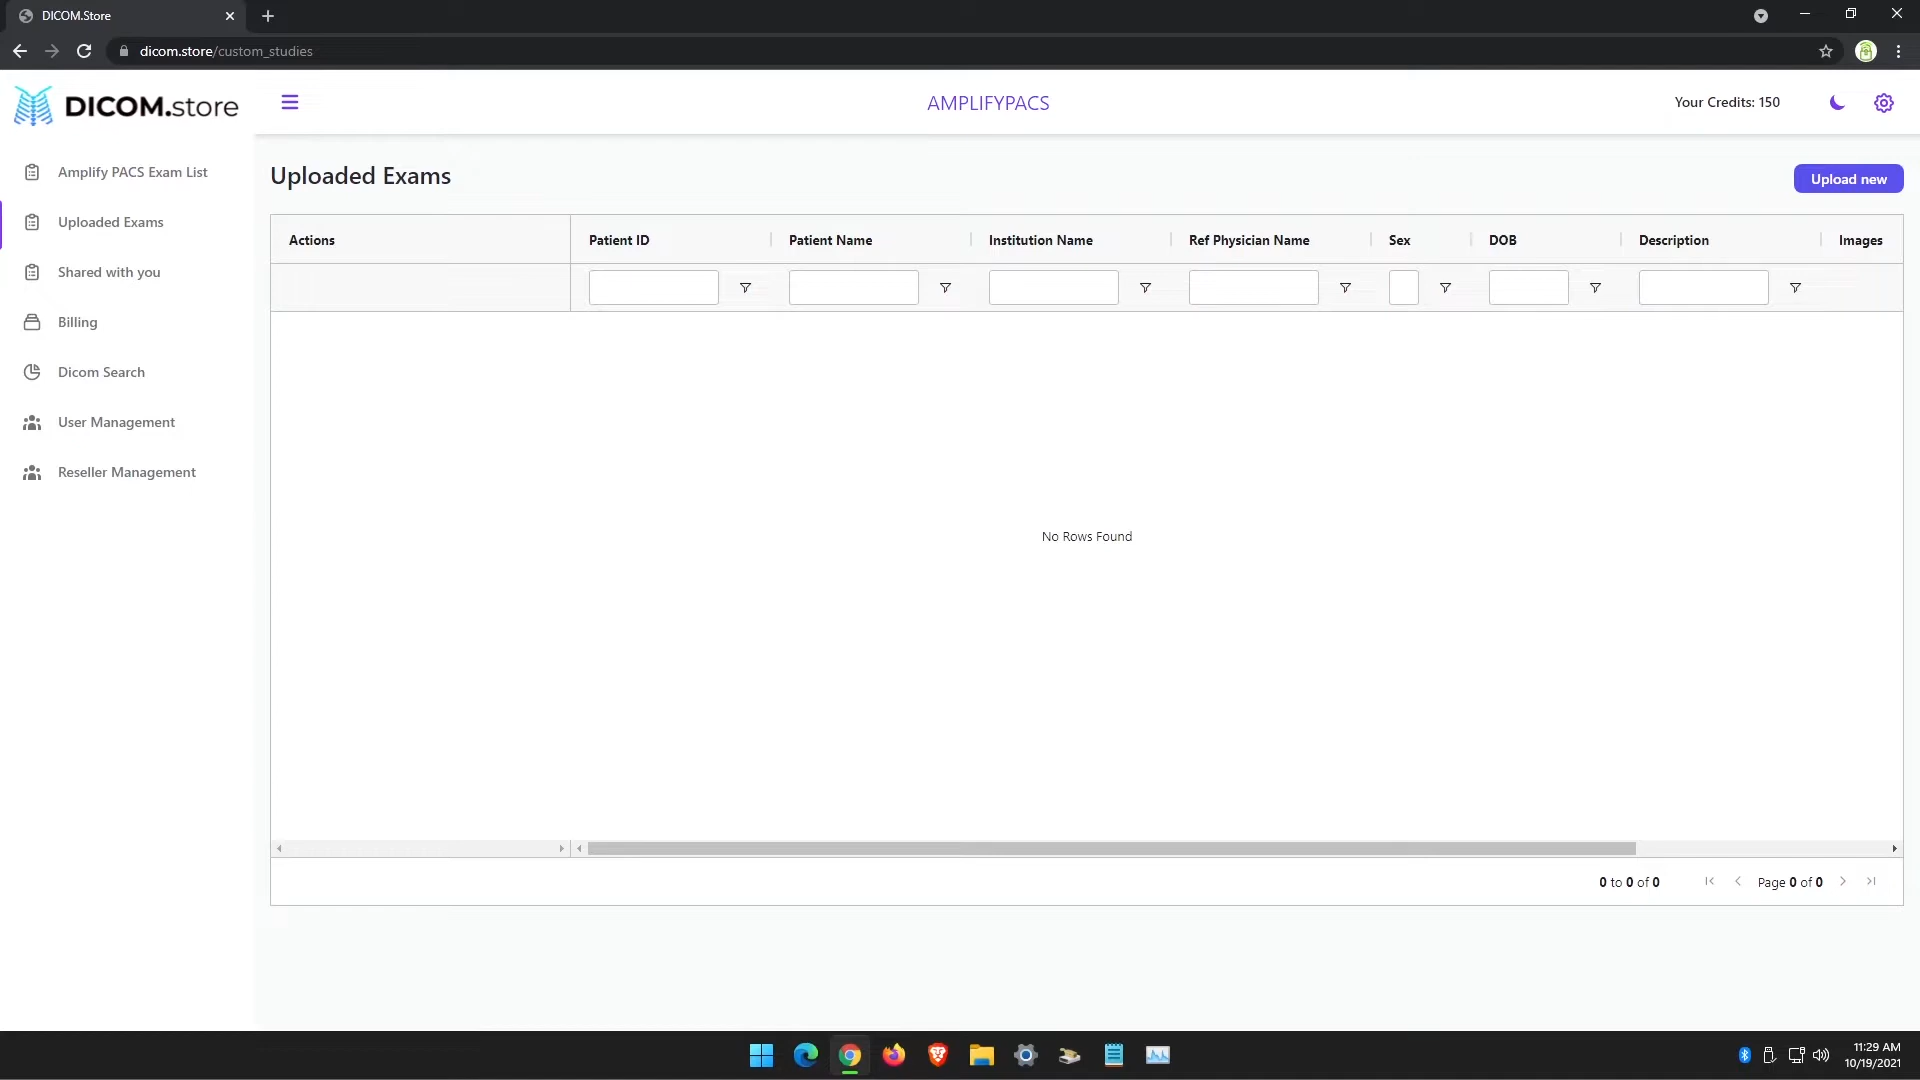 DICOM.Store
dicom.store/custom_studies
DICOM.store
AMPLIFYPACS
Your Credits: 150
Amplify PACS Exam List
Uploaded Exams
Shared with you
Billing
Dicom Search
User Management
Reseller Management
Uploaded Exams
Upload new
Actions Patient ID Patient Name Institution Name Ref Physician Name Sex DOB Description Images
No Rows Found
0 to 0 of 0 Page 0 of 0
11:29 AM
10/19/2021